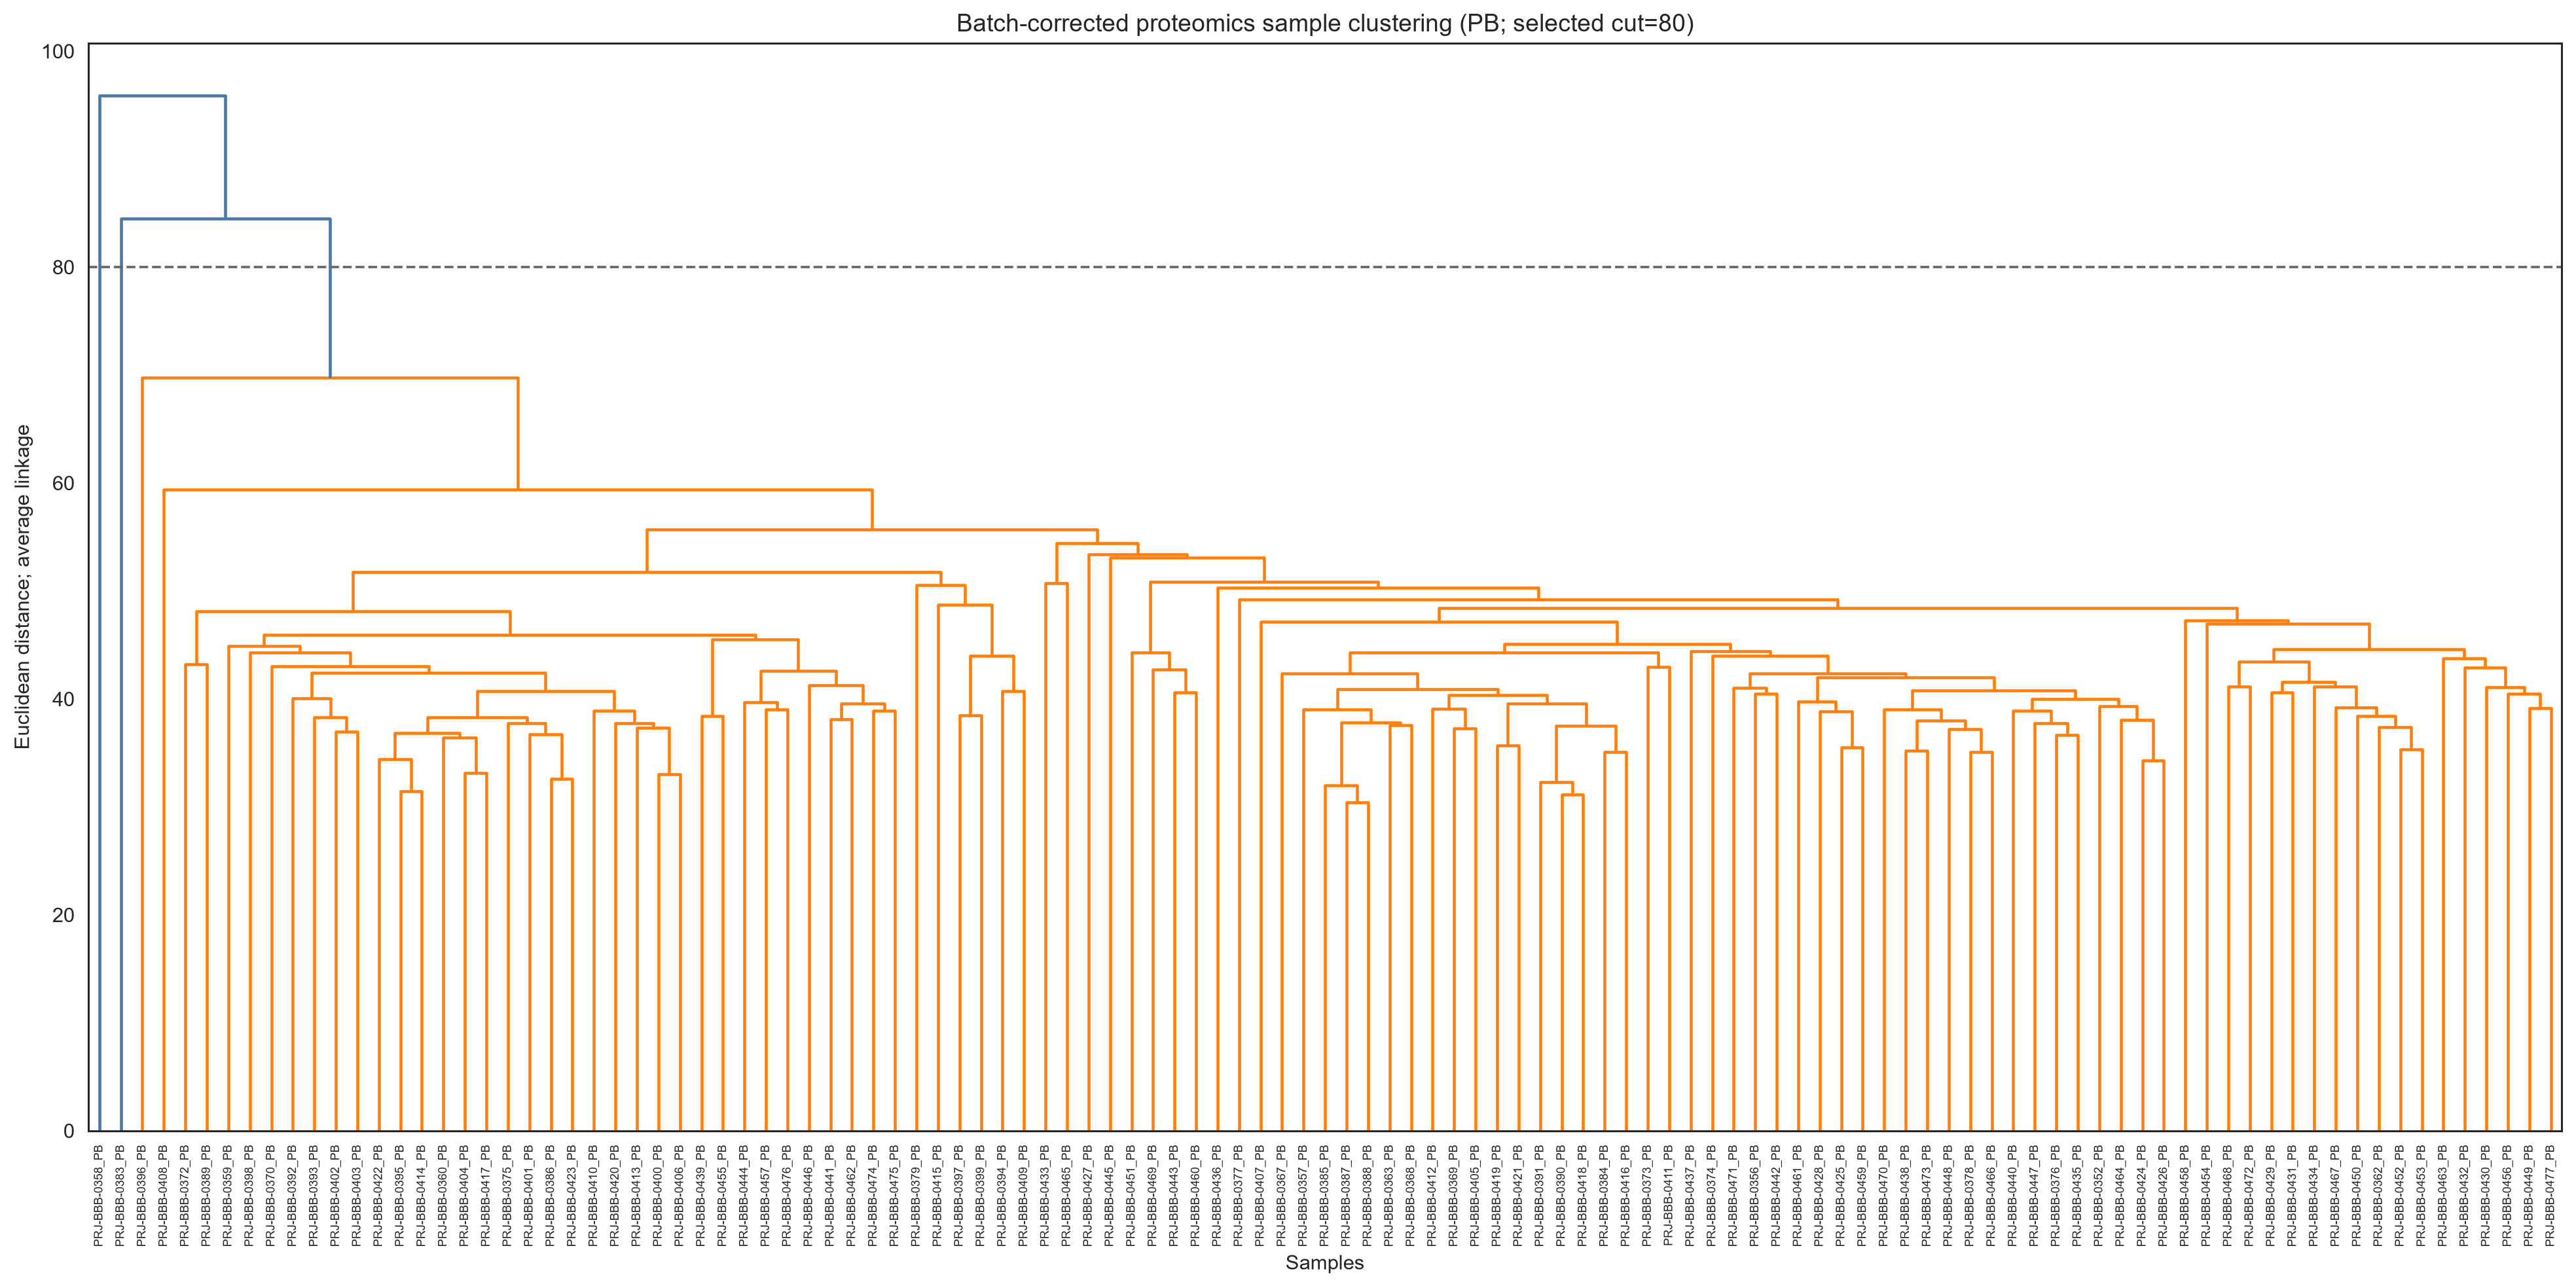 Batch-corrected proteomics sample clustering (PB; selected cut=80)
100
80
60
40
20
0
Euclidean distance; average linkage
PRJ-BBB-0358_PB
PRJ-BBB-0383_PB
PRJ-BBB-0396_PB
PRJ-BBB-0408_PB
PRJ-BBB-0372_PB
PRJ-BBB-0389_PB
PRJ-BBB-0359_PB
PRJ-BBB-0398_PB
PRJ-BBB-0370_PB
PRJ-BBB-0392_PB
PRJ-BBB-0393_PB
PRJ-BBB-0402_PB
PRJ-BBB-0403_PB
PRJ-BBB-0422_PB
PRJ-BBB-0395_PB
PRJ-BBB-0414_PB
PRJ-BBB-0360_PB
PRJ-BBB-0404_PB
PRJ-BBB-0417_PB
PRJ-BBB-0375_PB
PRJ-BBB-0401_PB
PRJ-BBB-0386_PB
PRJ-BBB-0423_PB
PRJ-BBB-0410_PB
PRJ-BBB-0420_PB
PRJ-BBB-0413_PB
PRJ-BBB-0400_PB
PRJ-BBB-0406_PB
PRJ-BBB-0439_PB
PRJ-BBB-0455_PB
PRJ-BBB-0444_PB
PRJ-BBB-0457_PB
PRJ-BBB-0476_PB
PRJ-BBB-0446_PB
PRJ-BBB-0441_PB
PRJ-BBB-0462_PB
PRJ-BBB-0474_PB
PRJ-BBB-0475_PB
PRJ-BBB-0379_PB
PRJ-BBB-0415_PB
PRJ-BBB-0397_PB
PRJ-BBB-0399_PB
PRJ-BBB-0394_PB
PRJ-BBB-0409_PB
PRJ-BBB-0433_PB
PRJ-BBB-0465_PB
PRJ-BBB-0427_PB
PRJ-BBB-0445_PB
PRJ-BBB-0451_PB
PRJ-BBB-0469_PB
PRJ-BBB-0443_PB
PRJ-BBB-0460_PB
PRJ-BBB-0436_PB
PRJ-BBB-0377_PB
PRJ-BBB-0407_PB
PRJ-BBB-0367_PB
PRJ-BBB-0357_PB
PRJ-BBB-0385_PB
PRJ-BBB-0387_PB
PRJ-BBB-0388_PB
PRJ-BBB-0363_PB
PRJ-BBB-0368_PB
PRJ-BBB-0412_PB
PRJ-BBB-0369_PB
PRJ-BBB-0405_PB
PRJ-BBB-0419_PB
PRJ-BBB-0421_PB
PRJ-BBB-0391_PB
PRJ-BBB-0390_PB
PRJ-BBB-0418_PB
PRJ-BBB-0384_PB
PRJ-BBB-0416_PB
PRJ-BBB-0373_PB
PRJ-BBB-0411_PB
PRJ-BBB-0437_PB
PRJ-BBB-0374_PB
PRJ-BBB-0471_PB
PRJ-BBB-0356_PB
PRJ-BBB-0442_PB
PRJ-BBB-0461_PB
PRJ-BBB-0428_PB
PRJ-BBB-0425_PB
PRJ-BBB-0459_PB
PRJ-BBB-0470_PB
PRJ-BBB-0438_PB
PRJ-BBB-0473_PB
PRJ-BBB-0448_PB
PRJ-BBB-0378_PB
PRJ-BBB-0466_PB
PRJ-BBB-0440_PB
PRJ-BBB-0447_PB
PRJ-BBB-0376_PB
PRJ-BBB-0435_PB
PRJ-BBB-0352_PB
PRJ-BBB-0464_PB
PRJ-BBB-0424_PB
PRJ-BBB-0426_PB
PRJ-BBB-0458_PB
PRJ-BBB-0454_PB
PRJ-BBB-0468_PB
PRJ-BBB-0472_PB
PRJ-BBB-0429_PB
PRJ-BBB-0431_PB
PRJ-BBB-0434_PB
PRJ-BBB-0467_PB
PRJ-BBB-0450_PB
PRJ-BBB-0362_PB
PRJ-BBB-0452_PB
PRJ-BBB-0453_PB
PRJ-BBB-0463_PB
PRJ-BBB-0432_PB
PRJ-BBB-0430_PB
PRJ-BBB-0456_PB
PRJ-BBB-0449_PB
PRJ-BBB-0477_PB
Samples